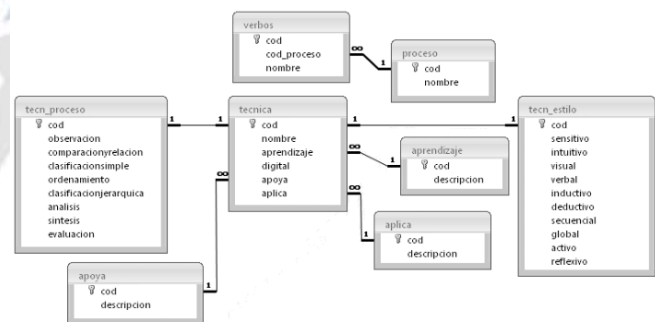 verbos
cod
cod_proceso
nombre
∞
1
proceso
cod
nombre
tecn_proceso
cod
observacion
comparacionyrelacion
clasificacionsimple
ordenamiento
clasificacionjerarquica
analisis
sintesis
evaluacion
1
1
tecnica
cod
nombre
aprendizaje
digital
apoya
aplica
1
1
∞
1
∞
1
∞
1
aprendizaje
cod
descripcion
aplica
cod
descripcion
tecn_estilo
cod
sensitivo
intuitivo
visual
verbal
inductivo
deductivo
secuencial
global
activo
reflexivo
apoya
cod
descripcion